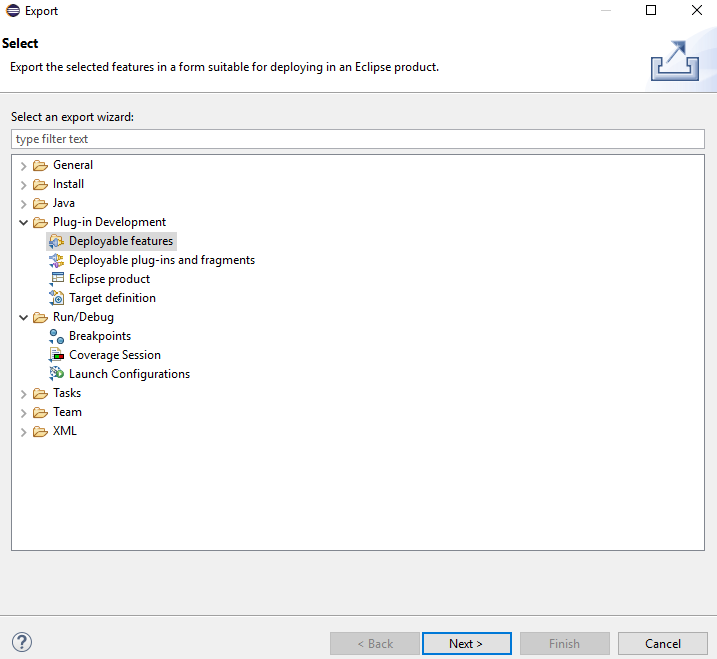 Export
Select
Export the selected features in a form suitable for deploying in an Eclipse product.
Select an export wizard:
type filter text
General
Install
Java
Plug-in Development
Deployable features
Deployable plug-ins and fragments
Eclipse product
Target definition
Run/Debug
Breakpoints
Coverage Session
Launch Configurations
Tasks
Team
XML
?
< Back Next > Finish Cancel